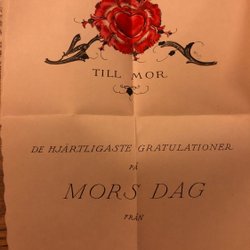 TILL MOR
DE HJÄRTLIGASTE GRATULATIONER
PÅ
MORS DAG
FRÅN